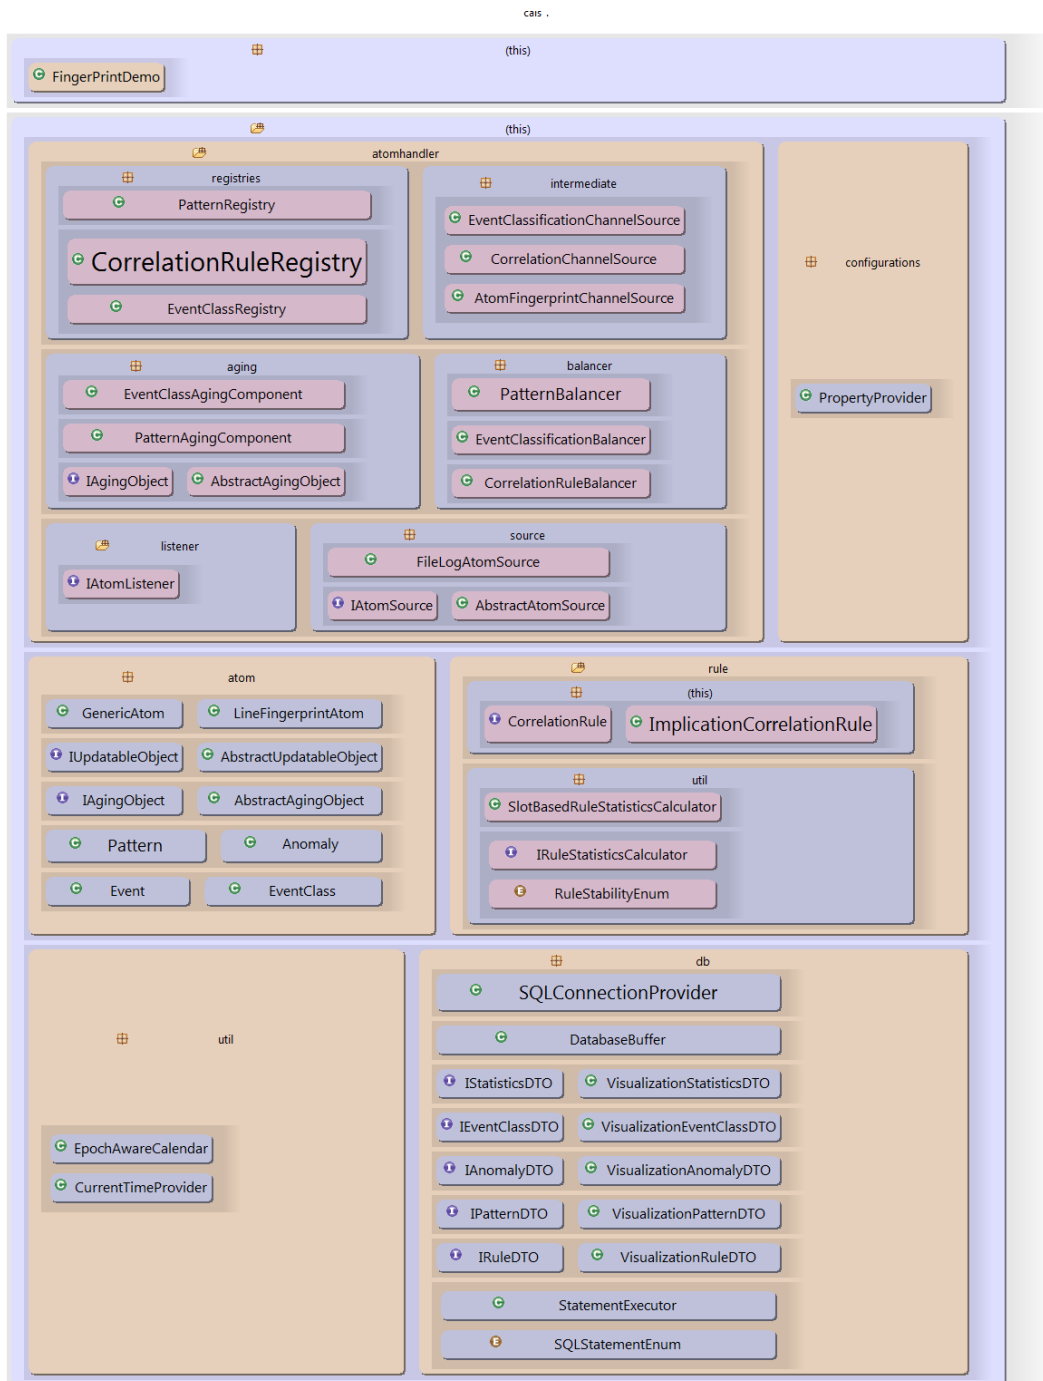 cais .
(this)
FingerPrintDemo
(this)
atomhandler
registries
PatternRegistry
CorrelationRuleRegistry
EventClassRegistry
intermediate
EventClassificationChannelSource
CorrelationChannelSource
AtomFingerprintChannelSource
configurations
PropertyProvider
aging
EventClassAgingComponent
PatternAgingComponent
IAgingObject
AbstractAgingObject
balancer
PatternBalancer
EventClassificationBalancer
CorrelationRuleBalancer
listener
IAtomListener
source
FileLogAtomSource
IAtomSource
AbstractAtomSource
atom
GenericAtom
LineFingerprintAtom
IUpdatableObject
AbstractUpdatableObject
IAgingObject
AbstractAgingObject
Pattern
Anomaly
Event
EventClass
rule
(this)
CorrelationRule
ImplicationCorrelationRule
util
SlotBasedRuleStatisticsCalculator
IRuleStatisticsCalculator
RuleStabilityEnum
util
EpochAwareCalendar
CurrentTimeProvider
db
SQLConnectionProvider
DatabaseBuffer
IStatisticsDTO
VisualizationStatisticsDTO
IEventClassDTO
VisualizationEventClassDTO
IAnomalyDTO
VisualizationAnomalyDTO
IPatternDTO
VisualizationPatternDTO
IRuleDTO
VisualizationRuleDTO
StatementExecutor
SQLStatementEnum